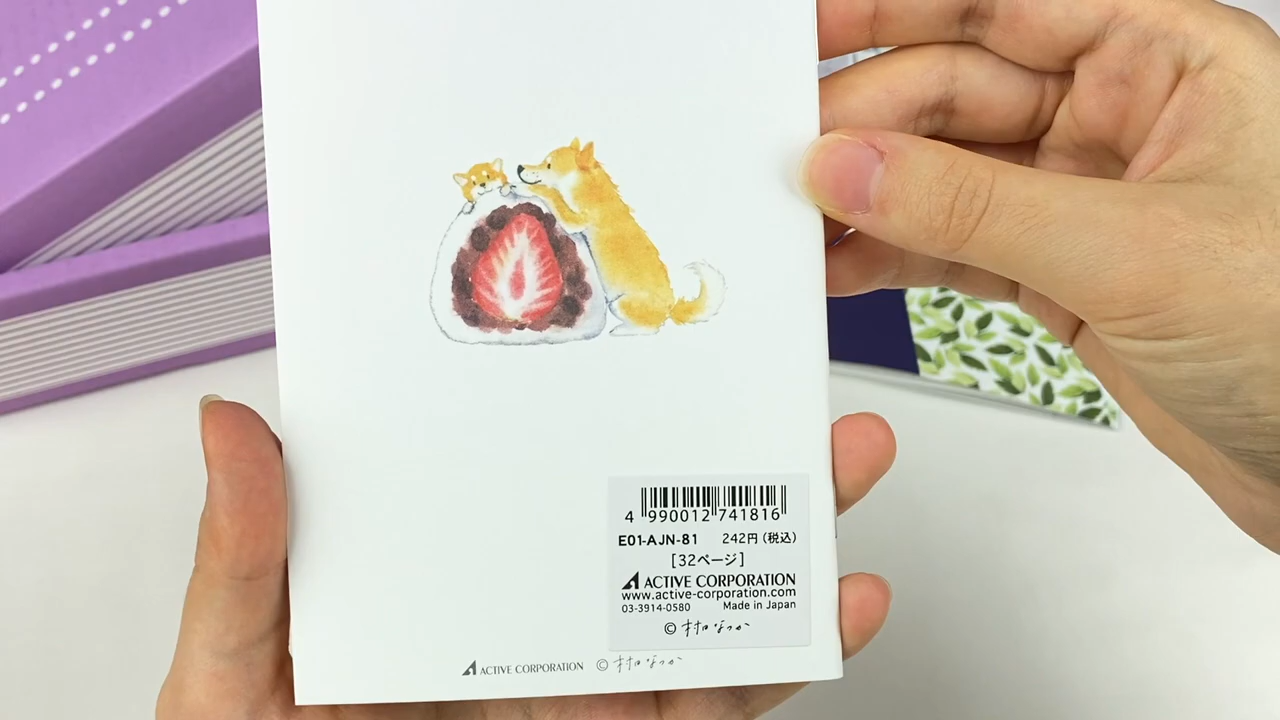 4 990012 741816
E01-AJN-81 242円(税込)
[32ページ]
ACTIVE CORPORATION
www.active-corporation.com
03-3914-0580 Made in Japan
©
ACTIVE CORPORATION ©